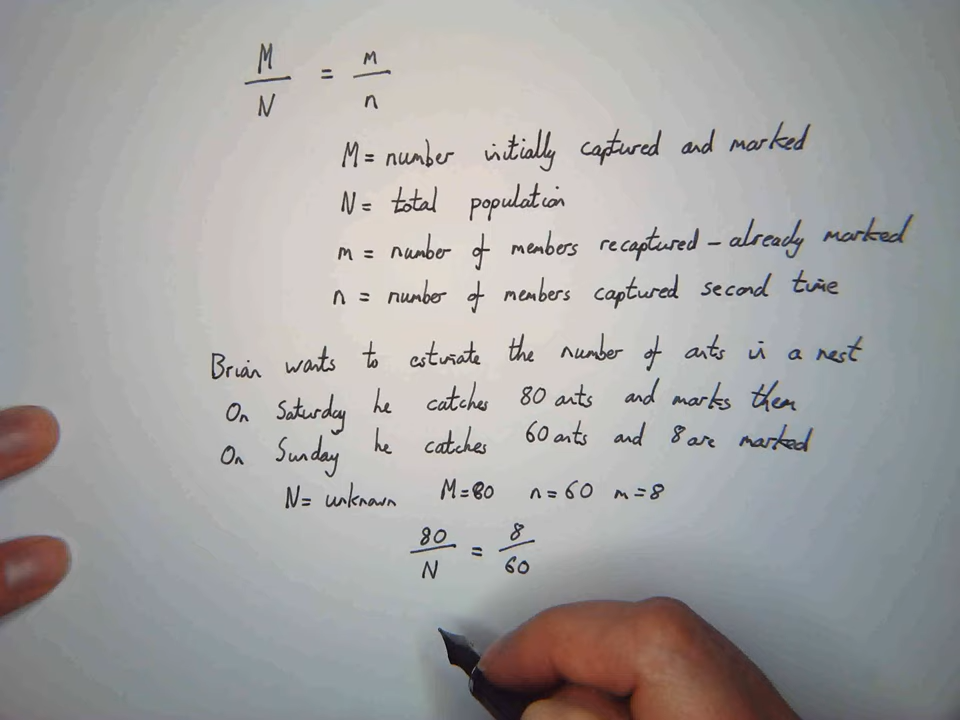 M/N = m/n
M = number initially captured and marked
N = total population
m = number of members recaptured - already marked
n = number of members captured second time
Brian wants to estimate the number of ants in a nest
On Saturday he catches 80 ants and marks them
On Sunday he catches 60 ants and 8 are marked
N = unknown M = 80 n = 60 m = 8
80/N = 8/60